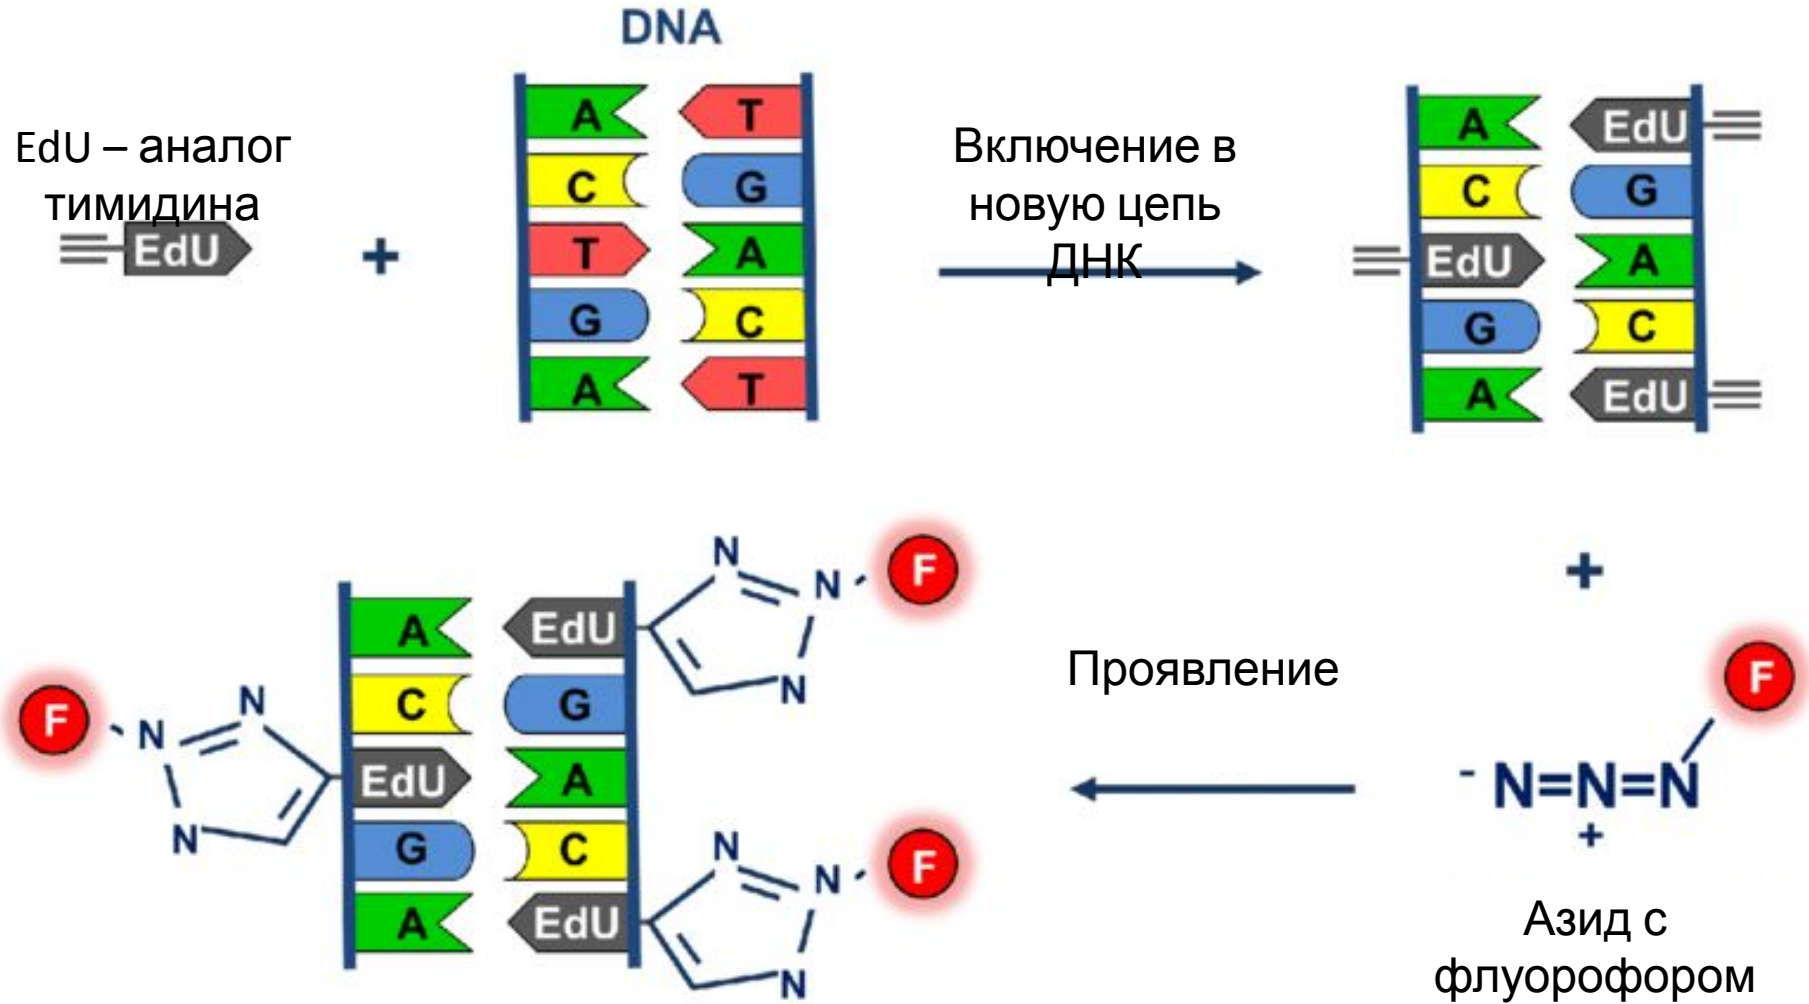 DNA
EdU – аналог
тимидина
EdU
+
A T
C G
T A
G C
A T
Включение в
новую цепь
ДНК
A EdU
C G
EdU A
G C
A EdU
+
F
- N=N=N
+
Азид с
флуорофором
Проявление
A EdU
C G
EdU A
G C
A EdU
N
N
N
F
F
N
N
N
N
N
N
F